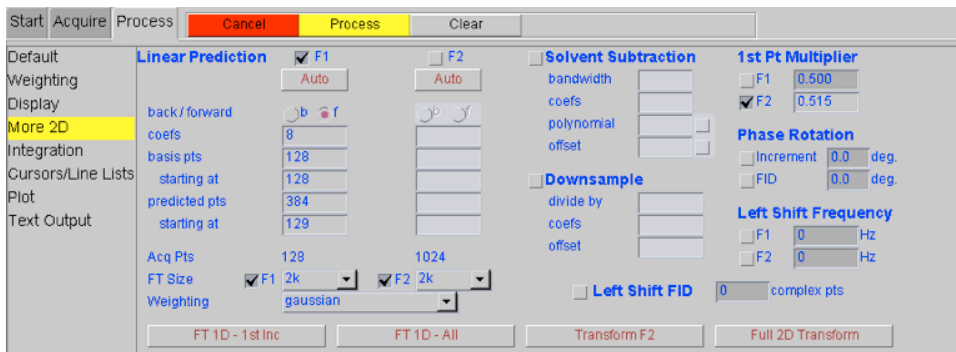 Start Acquire Process Cancel Process Clear
Default
Weighting
Display
More 2D
Integration
Cursors/Line Lists
Plot
Text Output
Linear Prediction F1 F2
Auto Auto
back / forward b f b f
coefs 8
basis pts 128
starting at 128
predicted pts 384
starting at 129
Acq Pts 128 1024
FT Size F1 2k F2 2k
Weighting gaussian
Solvent Subtraction
bandwidth
coefs
polynomial
offset
Downsample
divide by
coefs
offset
1st Pt Multiplier
F1 0.500
F2 0.515
Phase Rotation
Increment 0.0 deg.
FID 0.0 deg.
Left Shift Frequency
F1 0 Hz
F2 0 Hz
Left Shift FID 0 complex pts
FT 1D - 1st Inc FT 1D - All Transform F2 Full 2D Transform